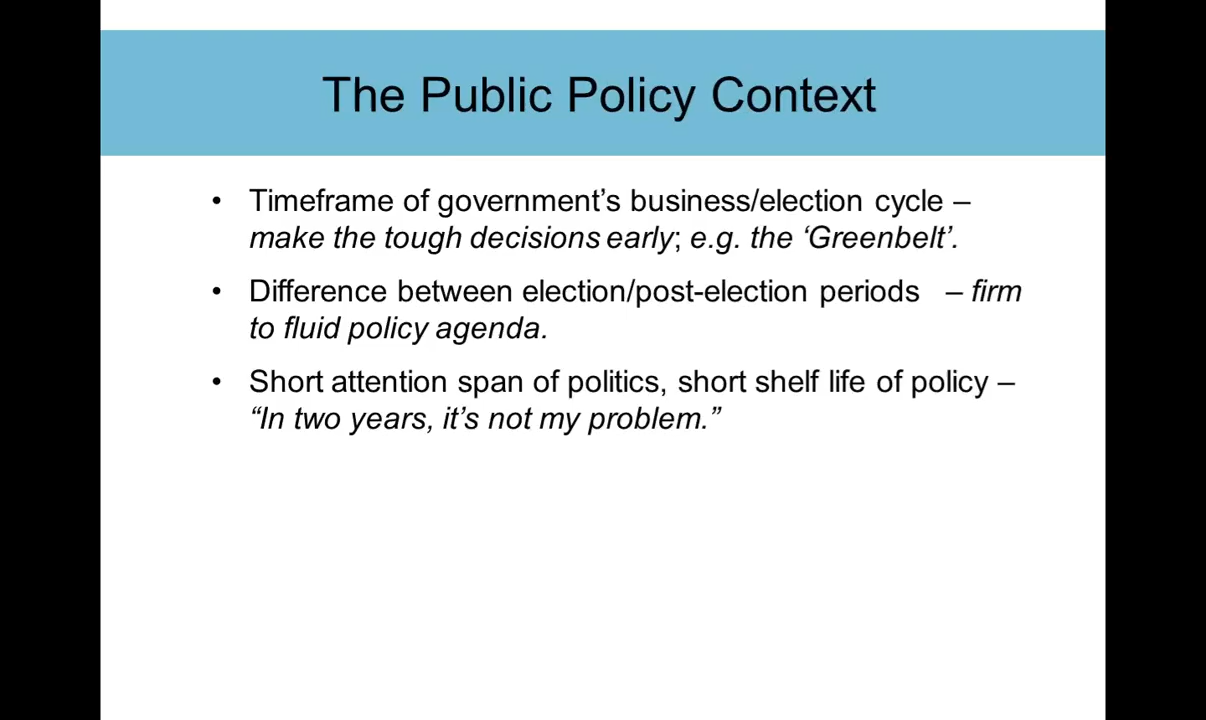 The Public Policy Context
• Timeframe of government’s business/election cycle –
make the tough decisions early; e.g. the ‘Greenbelt’.
• Difference between election/post-election periods – firm
to fluid policy agenda.
• Short attention span of politics, short shelf life of policy –
“In two years, it’s not my problem.”